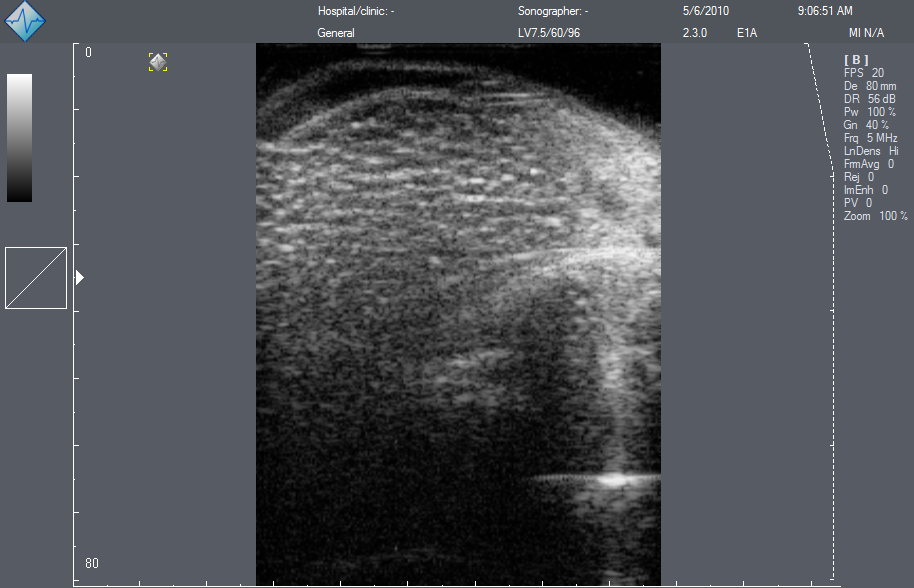 Hospital/clinic: - Sonographer: - 5/6/2010 9:06:51 AM
General LV7.5/60/96 2.3.0 E1A MI N/A
0
[ B ]
FPS 20
De 80 mm
DR 56 dB
Pw 100 %
Gn 40 %
Frq 5 MHz
LnDens Hi
FrmAvg 0
Rej 0
ImEnh 0
PV 0
Zoom 100 %
80